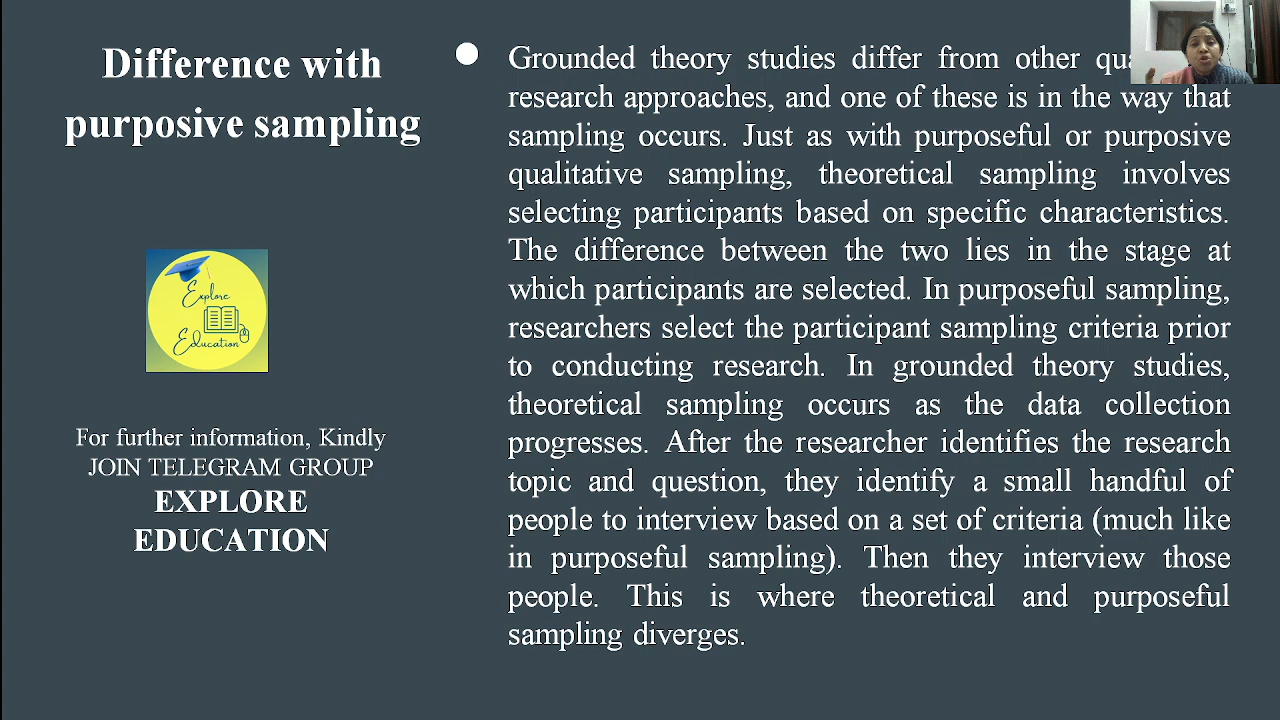 Difference with
purposive sampling
Explore
Education
For further information, Kindly
JOIN TELEGRAM GROUP
EXPLORE
EDUCATION
● Grounded theory studies differ from other
research approaches, and one of these is in the way that
sampling occurs. Just as with purposeful or purposive
qualitative sampling, theoretical sampling involves
selecting participants based on specific characteristics.
The difference between the two lies in the stage at
which participants are selected. In purposeful sampling,
researchers select the participant sampling criteria prior
to conducting research. In grounded theory studies,
theoretical sampling occurs as the data collection
progresses. After the researcher identifies the research
topic and question, they identify a small handful of
people to interview based on a set of criteria (much like
in purposeful sampling). Then they interview those
people. This is where theoretical and purposeful
sampling diverges.